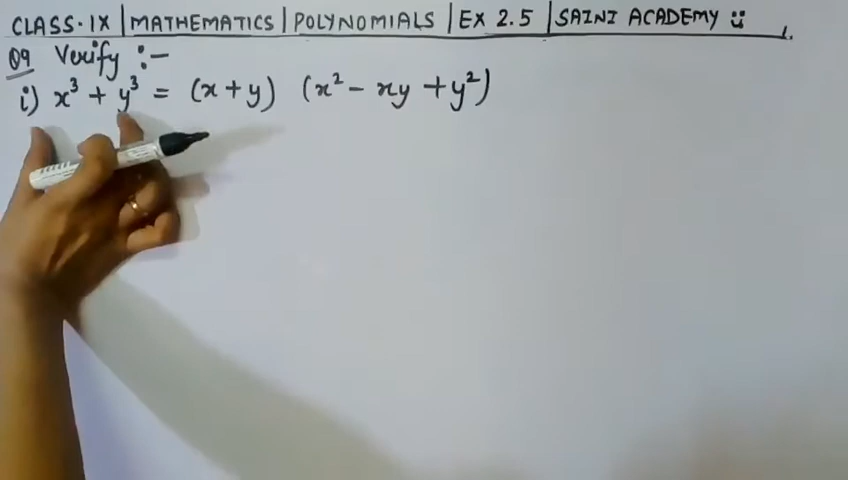 CLASS·IX | MATHEMATICS | POLYNOMIALS | EX 2.5 | SAINI ACADEMY
Q9 Verify :-
i) x³ + y³ = (x + y) (x² - xy + y²)